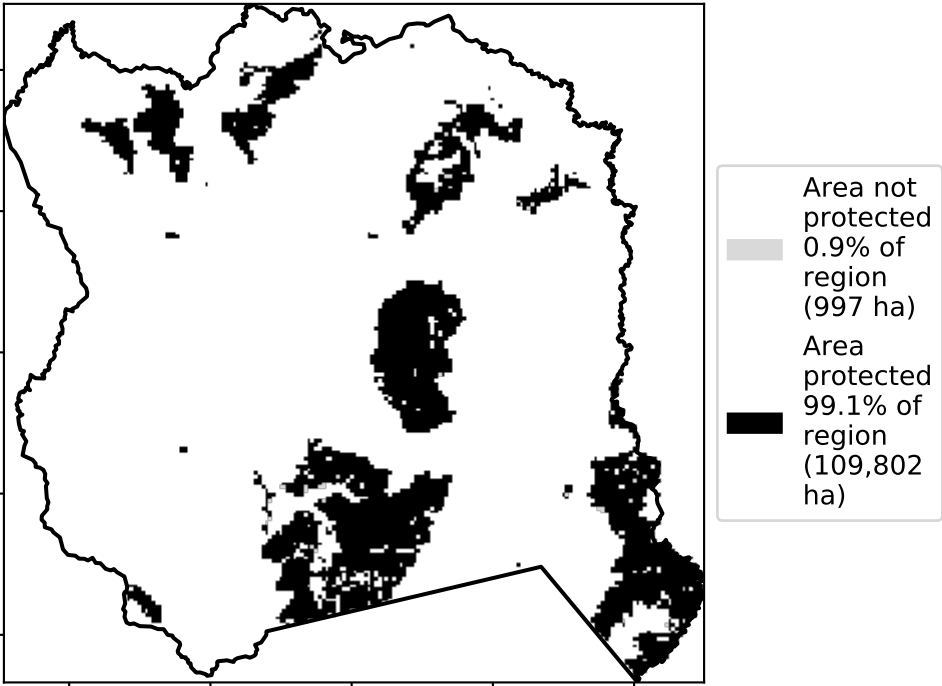 Area not
protected
0.9% of
region
(997 ha)
Area
protected
99.1% of
region
(109,802
ha)